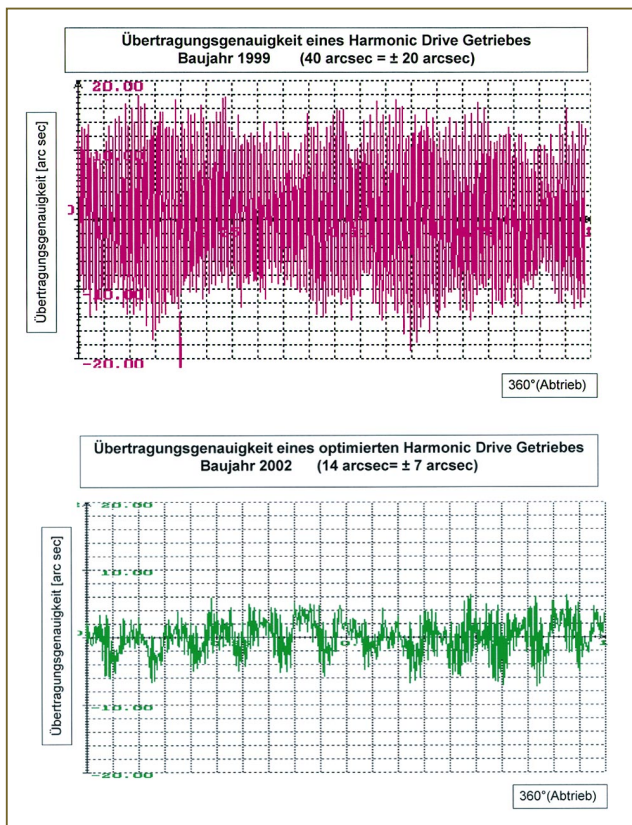 Übertragungsgenauigkeit eines Harmonic Drive Getriebes
Baujahr 1999 (40 arcsec = ± 20 arcsec)
20.00
Übertragungsgenauigkeit [arc sec]
-10.00
-20.00
360°(Abtrieb)
Übertragungsgenauigkeit eines optimierten Harmonic Drive Getriebes
Baujahr 2002 (14 arcsec= ± 7 arcsec)
20.00
10.00
Übertragungsgenauigkeit [arc sec]
-10.00
-20.00
360°(Abtrieb)